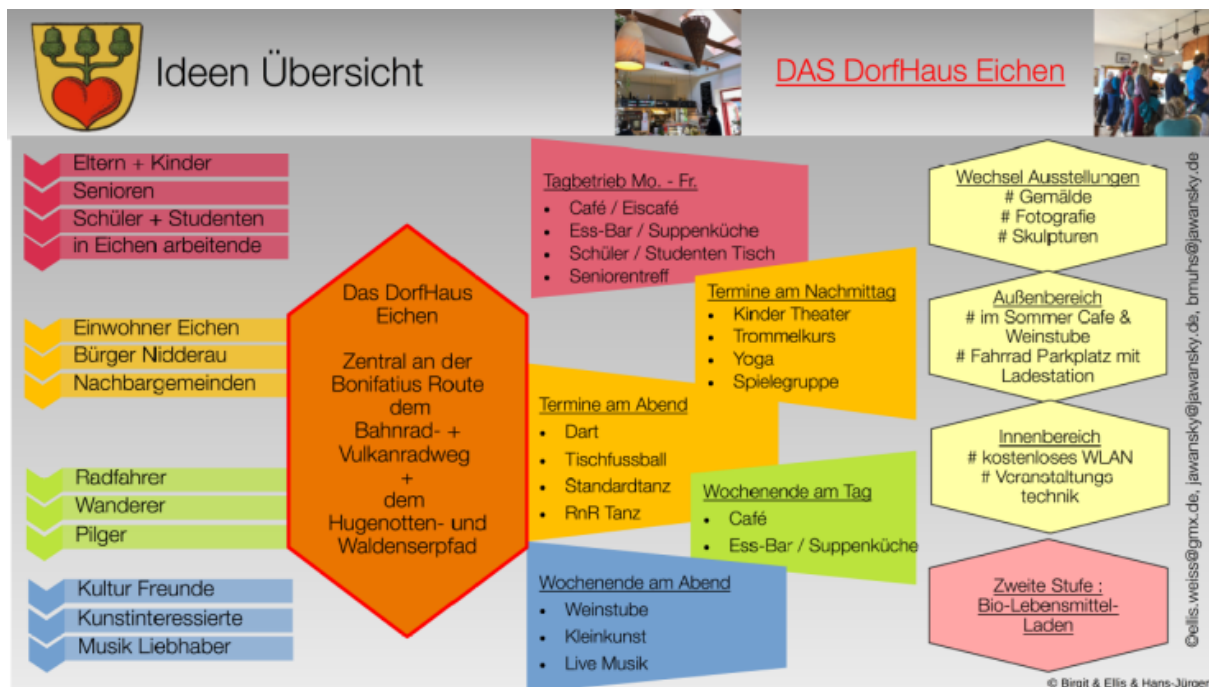 Ideen Übersicht
DAS DorfHaus Eichen
Eltern + Kinder
Senioren
Schüler + Studenten
in Eichen arbeitende
Einwohner Eichen
Bürger Nidderau
Nachbargemeinden
Radfahrer
Wanderer
Pilger
Kultur Freunde
Kunstinteressierte
Musik Liebhaber
Das DorfHaus
Eichen
Zentral an der
Bonifatius Route
dem
Bahnrad- +
Vulkanradweg
+
dem
Hugenotten- und
Waldenserpfad
Tagbetrieb Mo. - Fr.
• Café / Eiscafé
• Ess-Bar / Suppenküche
• Schüler / Studenten Tisch
• Seniorentreff
Termine am Nachmittag
• Kinder Theater
• Trommelkurs
• Yoga
• Spielegruppe
Termine am Abend
• Dart
• Tischfussball
• Standardtanz
• RnR Tanz
Wochenende am Tag
• Café
• Ess-Bar / Suppenküche
Wochenende am Abend
• Weinstube
• Kleinkunst
• Live Musik
Wechsel Ausstellungen
# Gemälde
# Fotografie
# Skulpturen
Außenbereich
# im Sommer Cafe &
Weinstube
# Fahrrad Parkplatz mit
Ladestation
Innenbereich
# kostenloses WLAN
# Veranstaltungs
technik
Zweite Stufe :
Bio-Lebensmittel-
Laden
©ellis.weiss@gmx.de, jawansky@jawansky.de, bmuhs@jawansky.de
© Birgit & Ellis & Hans-Jürgen